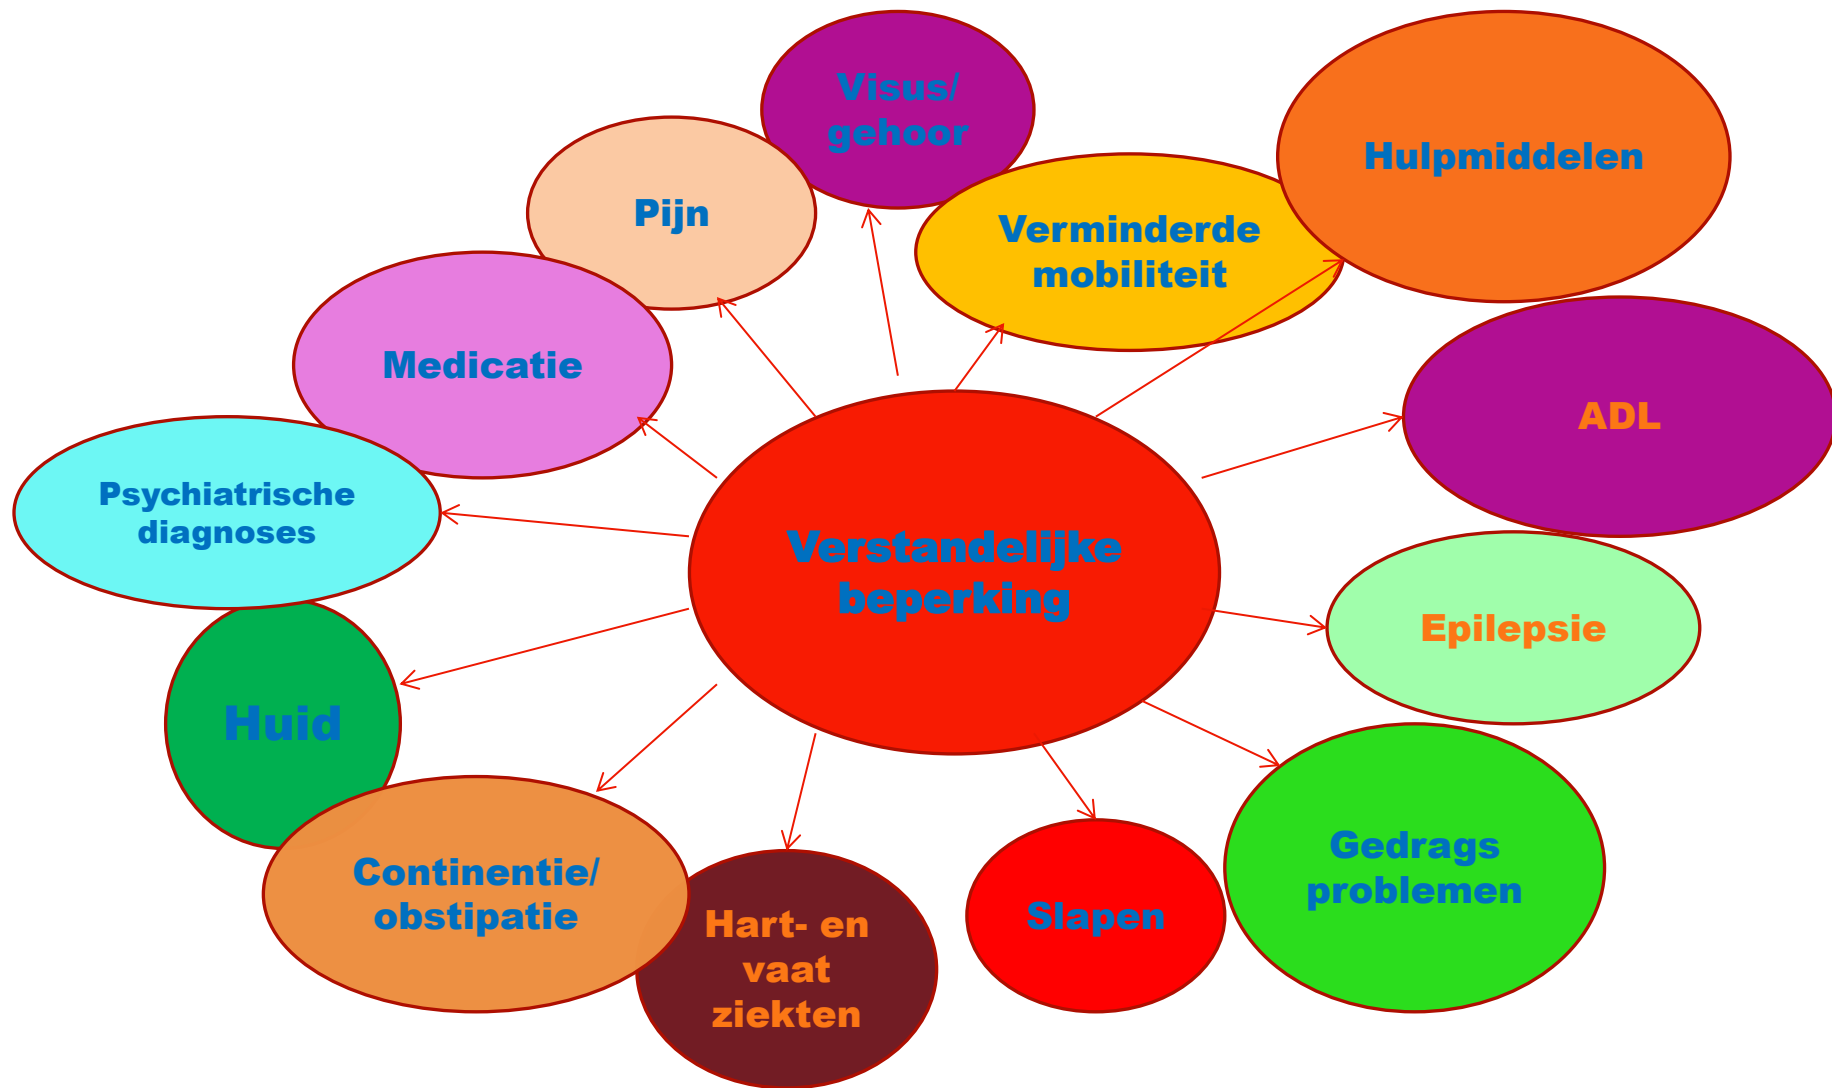 Visus/
gehoor
Hulpmiddelen
Pijn
Verminderde
mobiliteit
Medicatie
ADL
Psychiatrische
diagnoses
Verstandelijke
beperking
Epilepsie
Huid
Gedrags
problemen
Continentie/
obstipatie
Slapen
Hart- en
vaat
ziekten